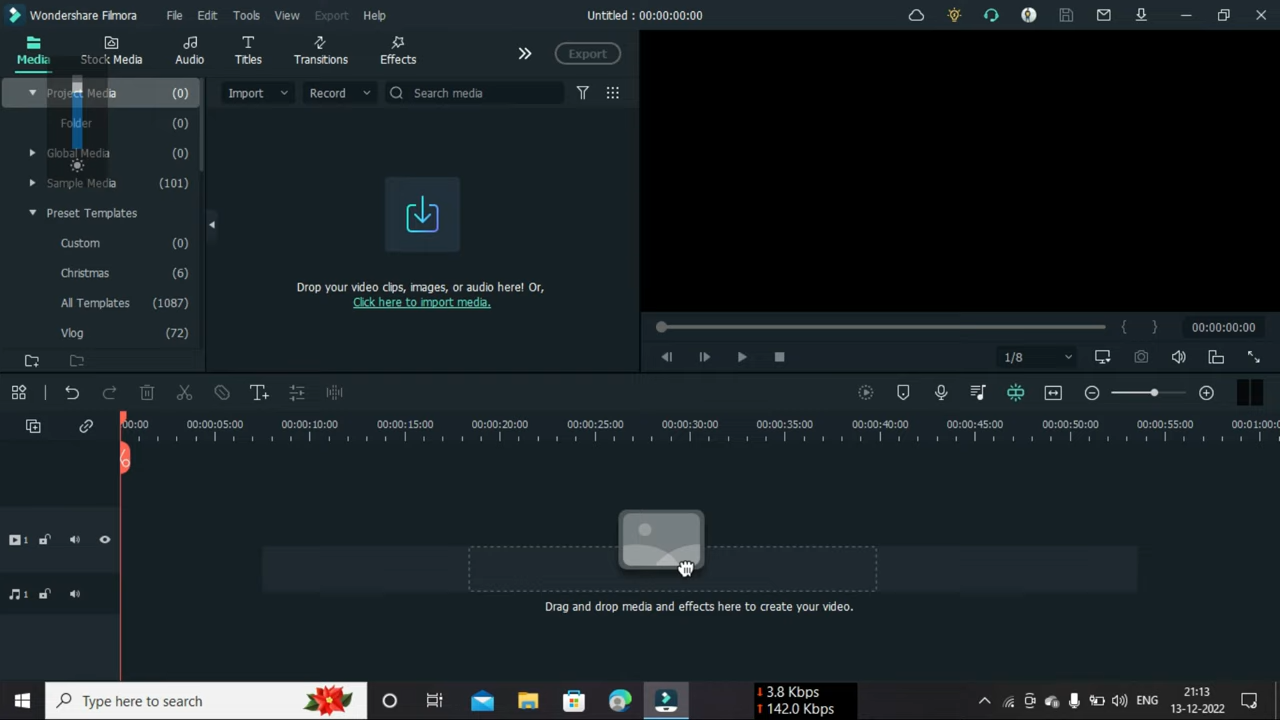 Wondershare Filmora File Edit Tools View Export Help Untitled : 00:00:00:00
Media Stock Media Audio Titles Transitions Effects Export
Project Media (0)
Folder (0)
Global Media (0)
Sample Media (101)
Preset Templates
Custom (0)
Christmas (6)
All Templates (1087)
Vlog (72)
Import Record Search media
Drop your video clips, images, or audio here! Or,
Click here to import media.
{ } 00:00:00:00
1/8
00:00 00:00:05:00 00:00:10:00 00:00:15:00 00:00:20:00 00:00:25:00 00:00:30:00 00:00:35:00 00:00:40:00 00:00:45:00 00:00:50:00 00:00:55:00 00:01:00:0
1
1
Drag and drop media and effects here to create your video.
Type here to search
3.8 Kbps
142.0 Kbps
ENG
21:13
13-12-2022